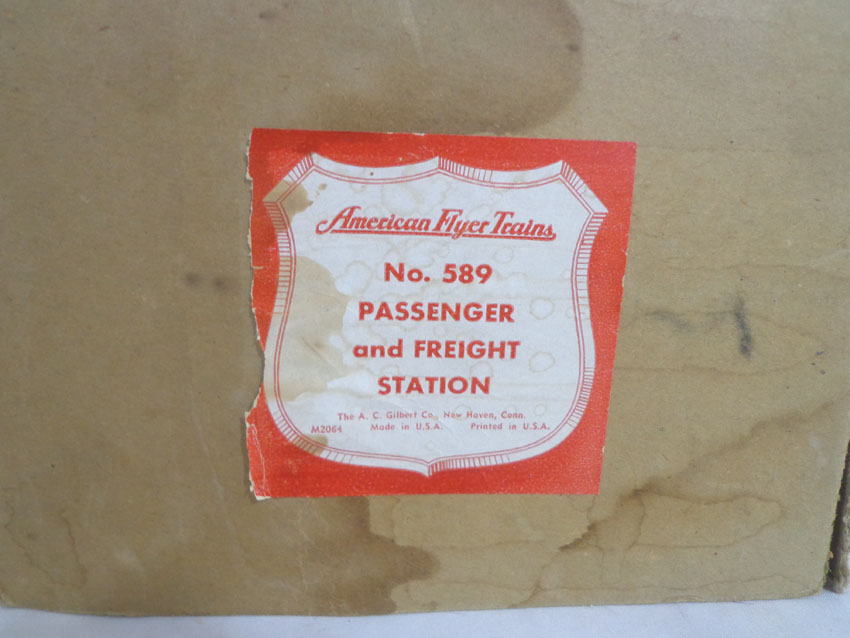 American Flyer Trains
No. 589
PASSENGER
and FREIGHT
STATION
The A. C. Gilbert Co., New Haven, Conn.
M2064 Made in U.S.A. Printed in U.S.A.